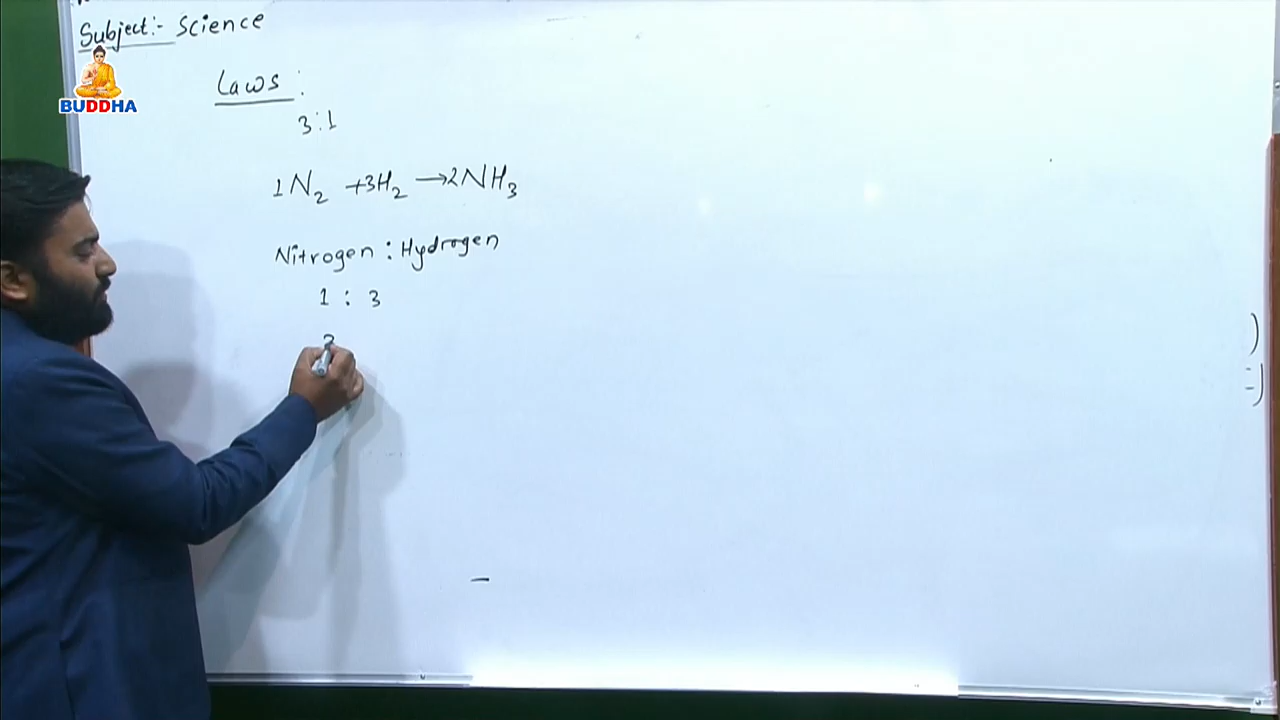 Subject:- Science
BUDDHA
Laws :
3:1
1N₂ +3H₂ →2NH₃
Nitrogen : Hydrogen
1 : 3
)
=)